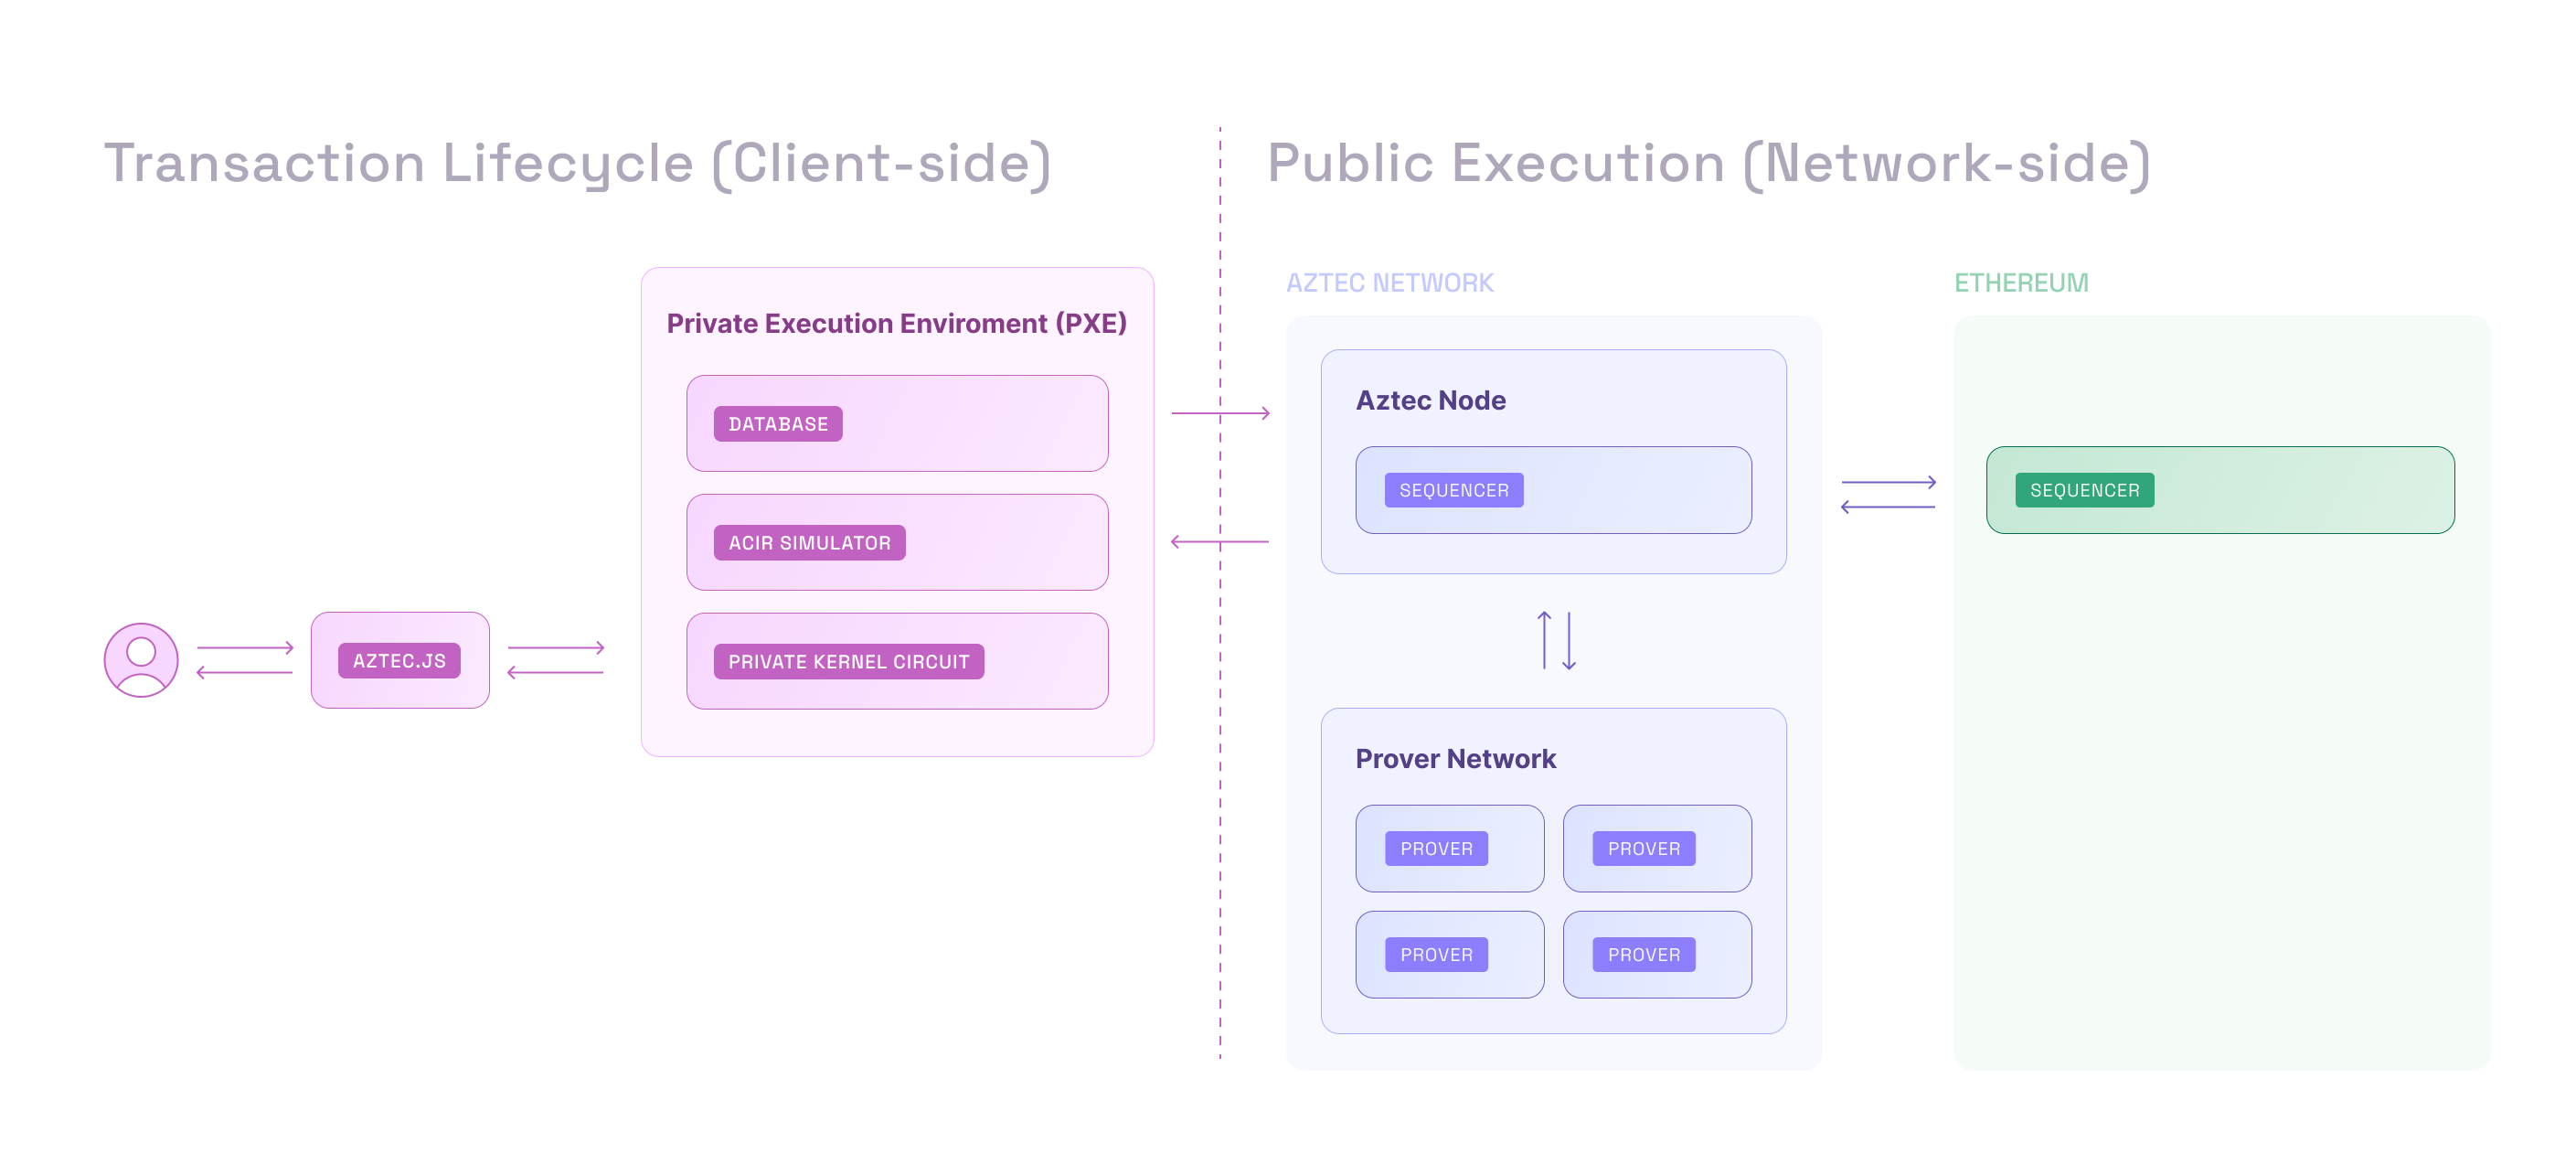 Transaction Lifecycle (Client-side)
Public Execution (Network-side)
Private Execution Enviroment (PXE)
DATABASE
ACIR SIMULATOR
PRIVATE KERNEL CIRCUIT
AZTEC.JS
AZTEC NETWORK
Aztec Node
SEQUENCER
Prover Network
PROVER
PROVER
PROVER
PROVER
ETHEREUM
SEQUENCER